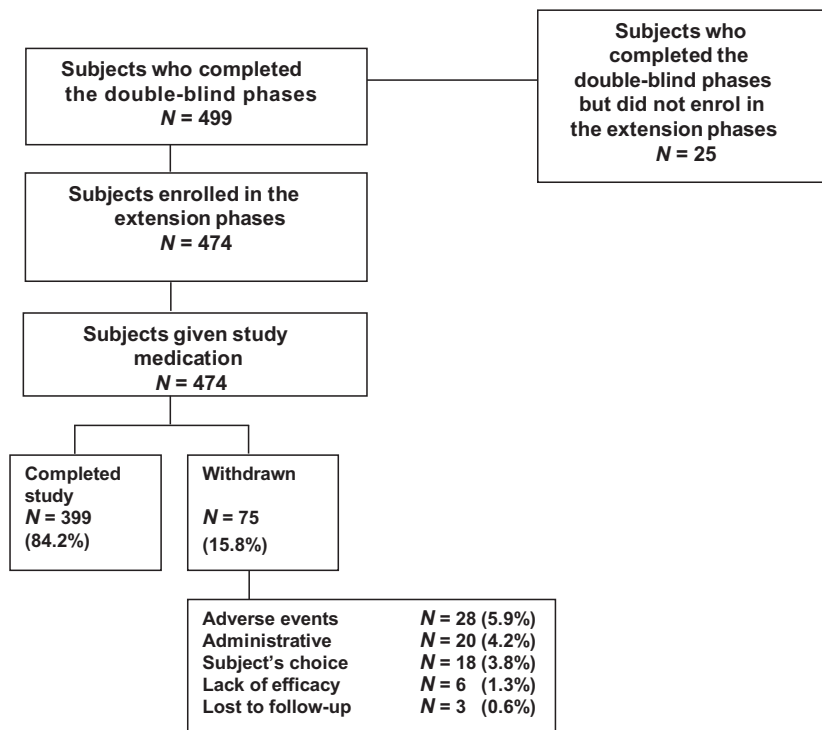 Subjects who completed
the double-blind phases
N = 499
Subjects who
completed the
double-blind phases
but did not enrol in
the extension phases
N = 25
Subjects enrolled in the
extension phases
N = 474
Subjects given study
medication
N = 474
Completed
study
N = 399
(84.2%)
Withdrawn
N = 75
(15.8%)
Adverse events N = 28 (5.9%)
Administrative N = 20 (4.2%)
Subject's choice N = 18 (3.8%)
Lack of efficacy N = 6 (1.3%)
Lost to follow-up N = 3 (0.6%)